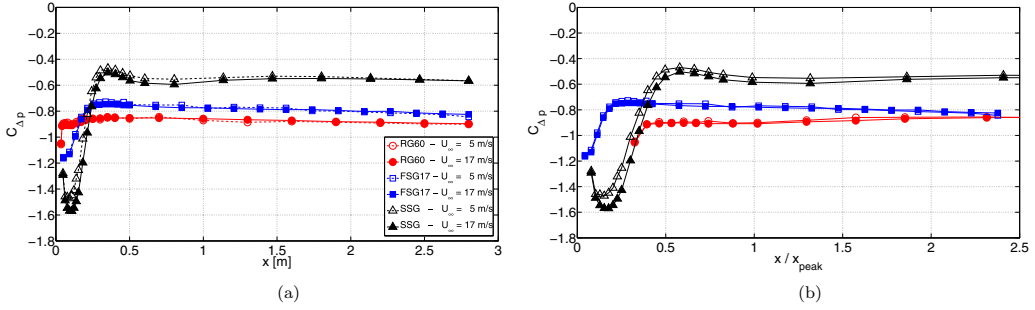 0
−0.2
−0.4
−0.6
−0.8
−1
−1.2
−1.4
−1.6
−1.8
C Δ p
0 0.5 1 1.5 2 2.5 3
x [m]
RG60 − U∞ = 5 m/s
RG60 − U∞ = 17 m/s
FSG17 − U∞ = 5 m/s
FSG17 − U∞ = 17 m/s
SSG − U∞ = 5 m/s
SSG − U∞ = 17 m/s
(a)
0
−0.2
−0.4
−0.6
−0.8
−1
−1.2
−1.4
−1.6
−1.8
C Δ p
0 0.5 1 1.5 2 2.5
x / x peak
(b)